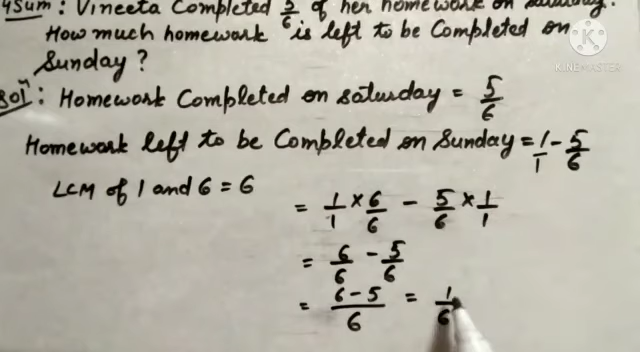 4 Sum : Vineeta Completed 5/6 of her homework on saturday.
How much homework is left to be Completed on
Sunday ?
Solⁿ : Homework Completed on saturday = 5/6
Homework left to be Completed on Sunday = 1/1 - 5/6
LCM of 1 and 6 = 6
= 1/1 × 6/6 - 5/6 × 1/1
= 6/6 - 5/6
= 6-5/6 = 1/6
KINEMASTER